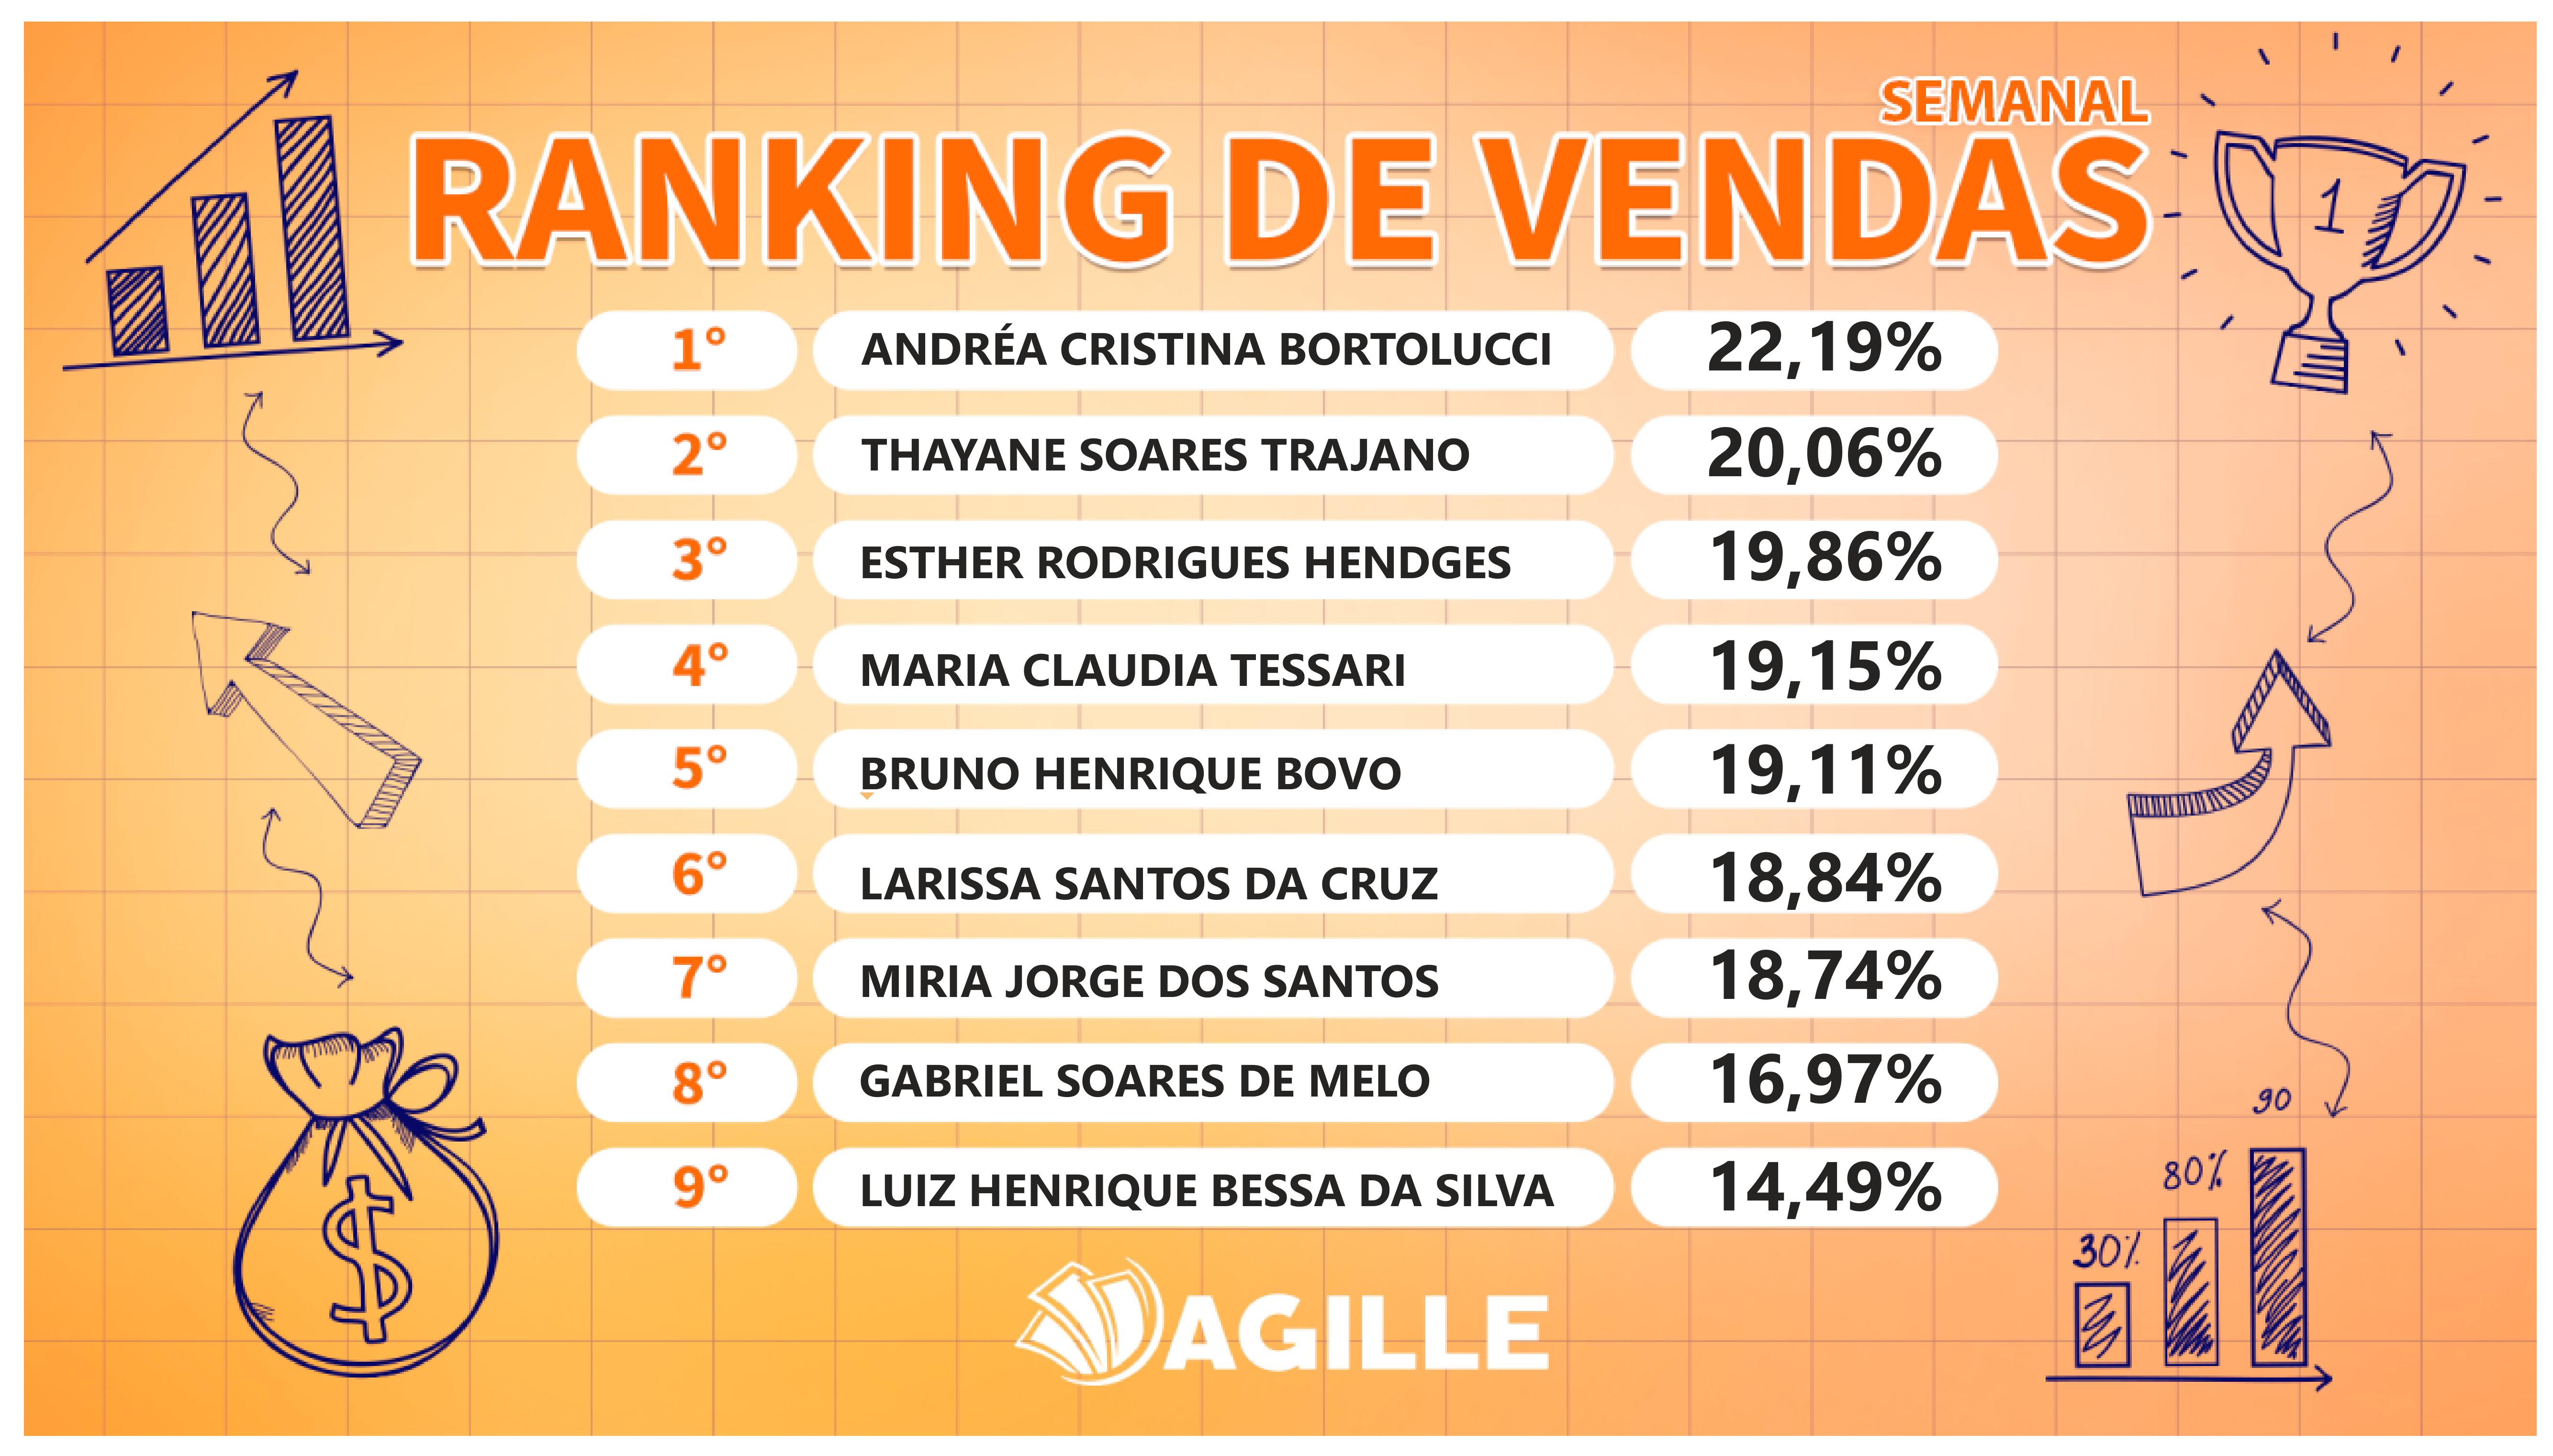 SEMANAL
RANKING DE VENDAS
1° ANDRÉA CRISTINA BORTOLUCCI 22,19%
2° THAYANE SOARES TRAJANO 20,06%
3° ESTHER RODRIGUES HENDGES 19,86%
4° MARIA CLAUDIA TESSARI 19,15%
5° BRUNO HENRIQUE BOVO 19,11%
6° LARISSA SANTOS DA CRUZ 18,84%
7° MIRIA JORGE DOS SANTOS 18,74%
8° GABRIEL SOARES DE MELO 16,97%
9° LUIZ HENRIQUE BESSA DA SILVA 14,49%
AGILLE
1
$
30%
80%
90